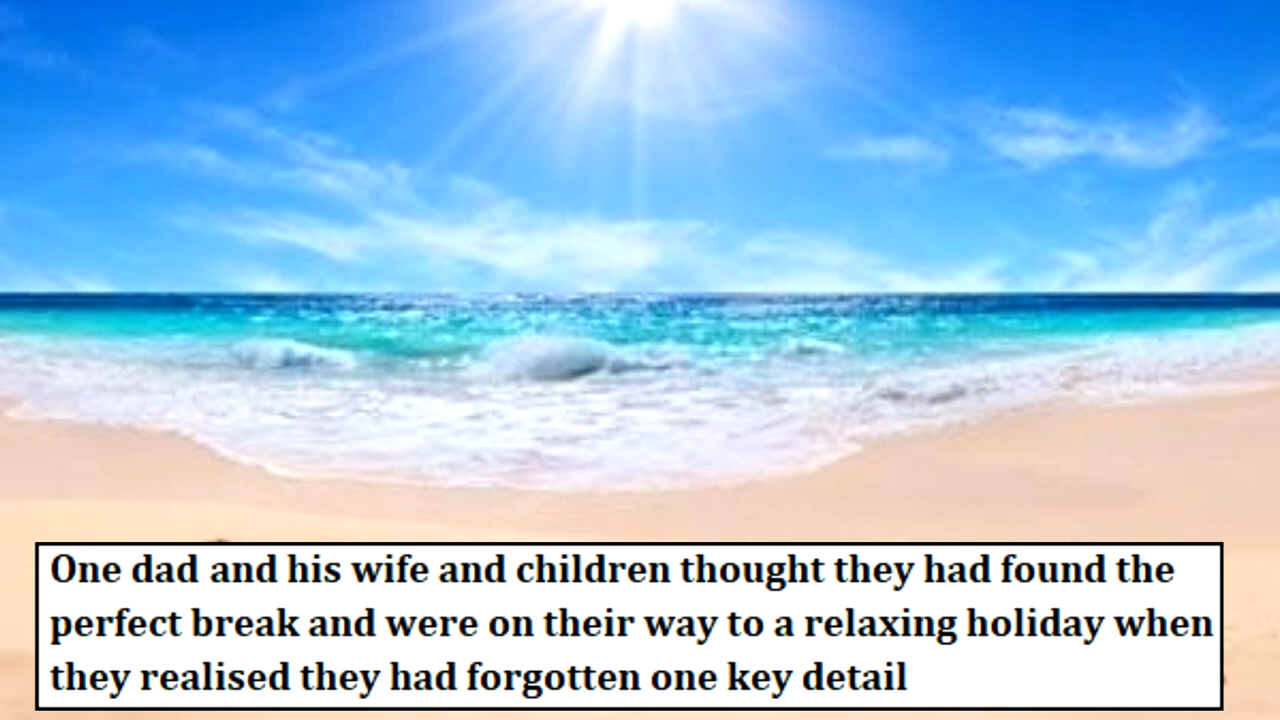 One dad and his wife and children thought they had found the
perfect break and were on their way to a relaxing holiday when
they realised they had forgotten one key detail